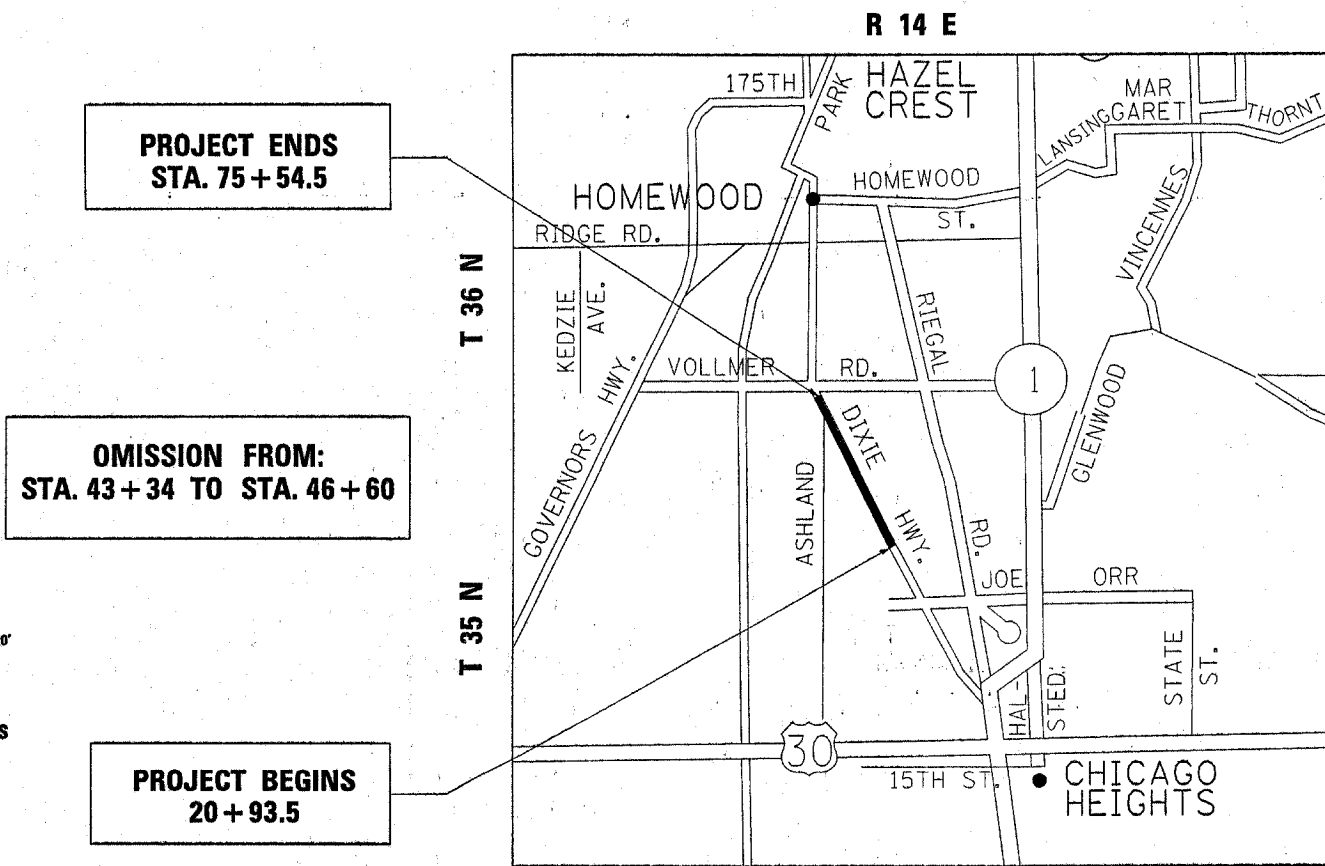 R 14 E
PROJECT ENDS
STA. 75+54.5
T 36 N
OMISSION FROM:
STA. 43+34 TO STA. 46+60
T 35 N
PROJECT BEGINS
20+93.5
175TH
PARK
HAZEL
CREST
MAR
GARET
LANSING
THORNT
HOMEWOOD
HOMEWOOD
ST.
RIDGE RD.
KEDZIE
AVE.
VINCENNES
RIEGAL
RD.
VOLLMER
RD.
1
GOVERNORS
HWY.
DIXIE
HWY.
GLENWOOD
ASHLAND
JOE
ORR
STATE
ST.
HAL-
STED.
30
15TH ST.
CHICAGO
HEIGHTS
0'
S